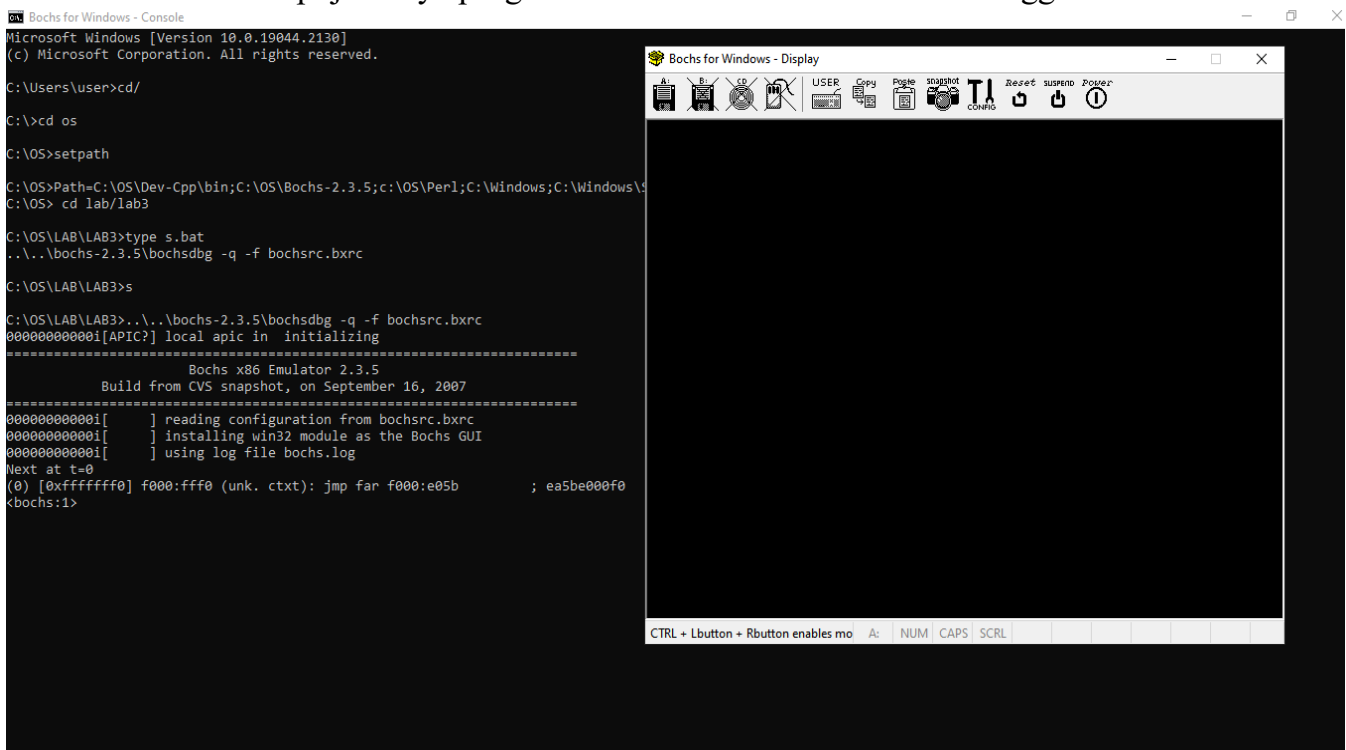 Bochs for Windows - Console
Microsoft Windows [Version 10.0.19044.2130]
(c) Microsoft Corporation. All rights reserved.
C:\Users\user>cd/
C:\>cd os
C:\OS>setpath
C:\OS>Path=C:\OS\Dev-Cpp\bin;C:\OS\Bochs-2.3.5;c:\OS\Perl;C:\Windows;C:\Windows\
C:\OS> cd lab/lab3
C:\OS\LAB\LAB3>type s.bat
..\..\bochs-2.3.5\bochsdbg -q -f bochsrc.bxrc
C:\OS\LAB\LAB3>s
C:\OS\LAB\LAB3>..\..\bochs-2.3.5\bochsdbg -q -f bochsrc.bxrc
00000000000i[APIC?] local apic in  initializing
========================================================================
Bochs x86 Emulator 2.3.5
Build from CVS snapshot, on September 16, 2007
========================================================================
00000000000i[     ] reading configuration from bochsrc.bxrc
00000000000i[     ] installing win32 module as the Bochs GUI
00000000000i[     ] using log file bochs.log
Next at t=0
(0) [0xfffffff0] f000:fff0 (unk. ctxt): jmp far f000:e05b          ; ea5be000f0
<bochs:1>
Bochs for Windows - Display
A: B: CD USER Copy Paste snapshot CONFIG Reset SUSPEND Power
CTRL + Lbutton + Rbutton enables mo A: NUM CAPS SCRL